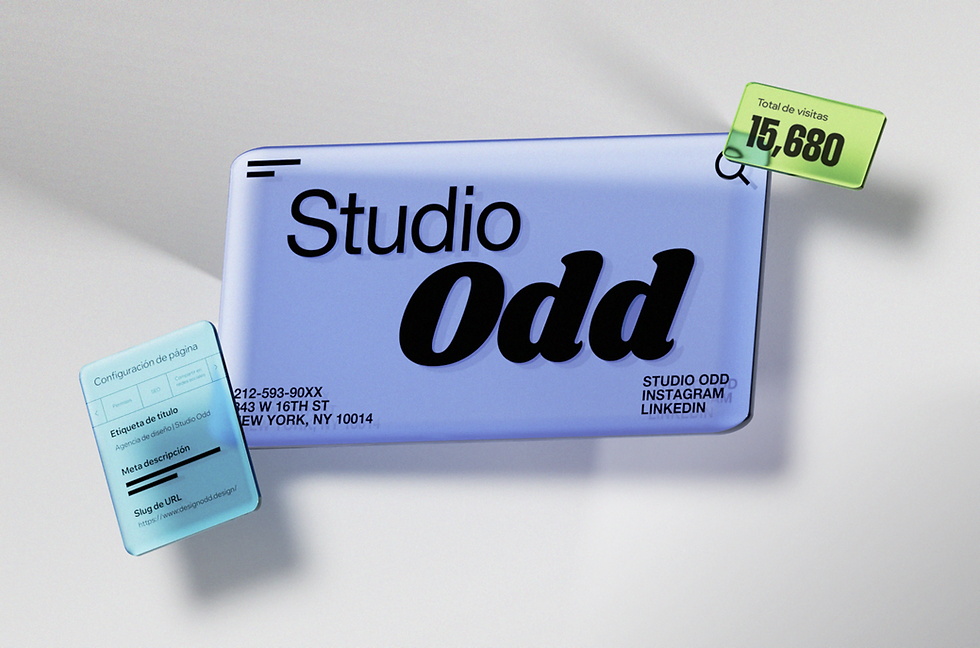 Total de visitas
15,680
Studio
Odd
212-593-90XX
343 W 16TH ST
NEW YORK, NY 10014
STUDIO ODD
INSTAGRAM
LINKEDIN
Configuración de página
SEO
Etiqueta de título
Agencia de diseño | Studio Odd
Meta descripción
Slug de URL
https://www.designodd.design/